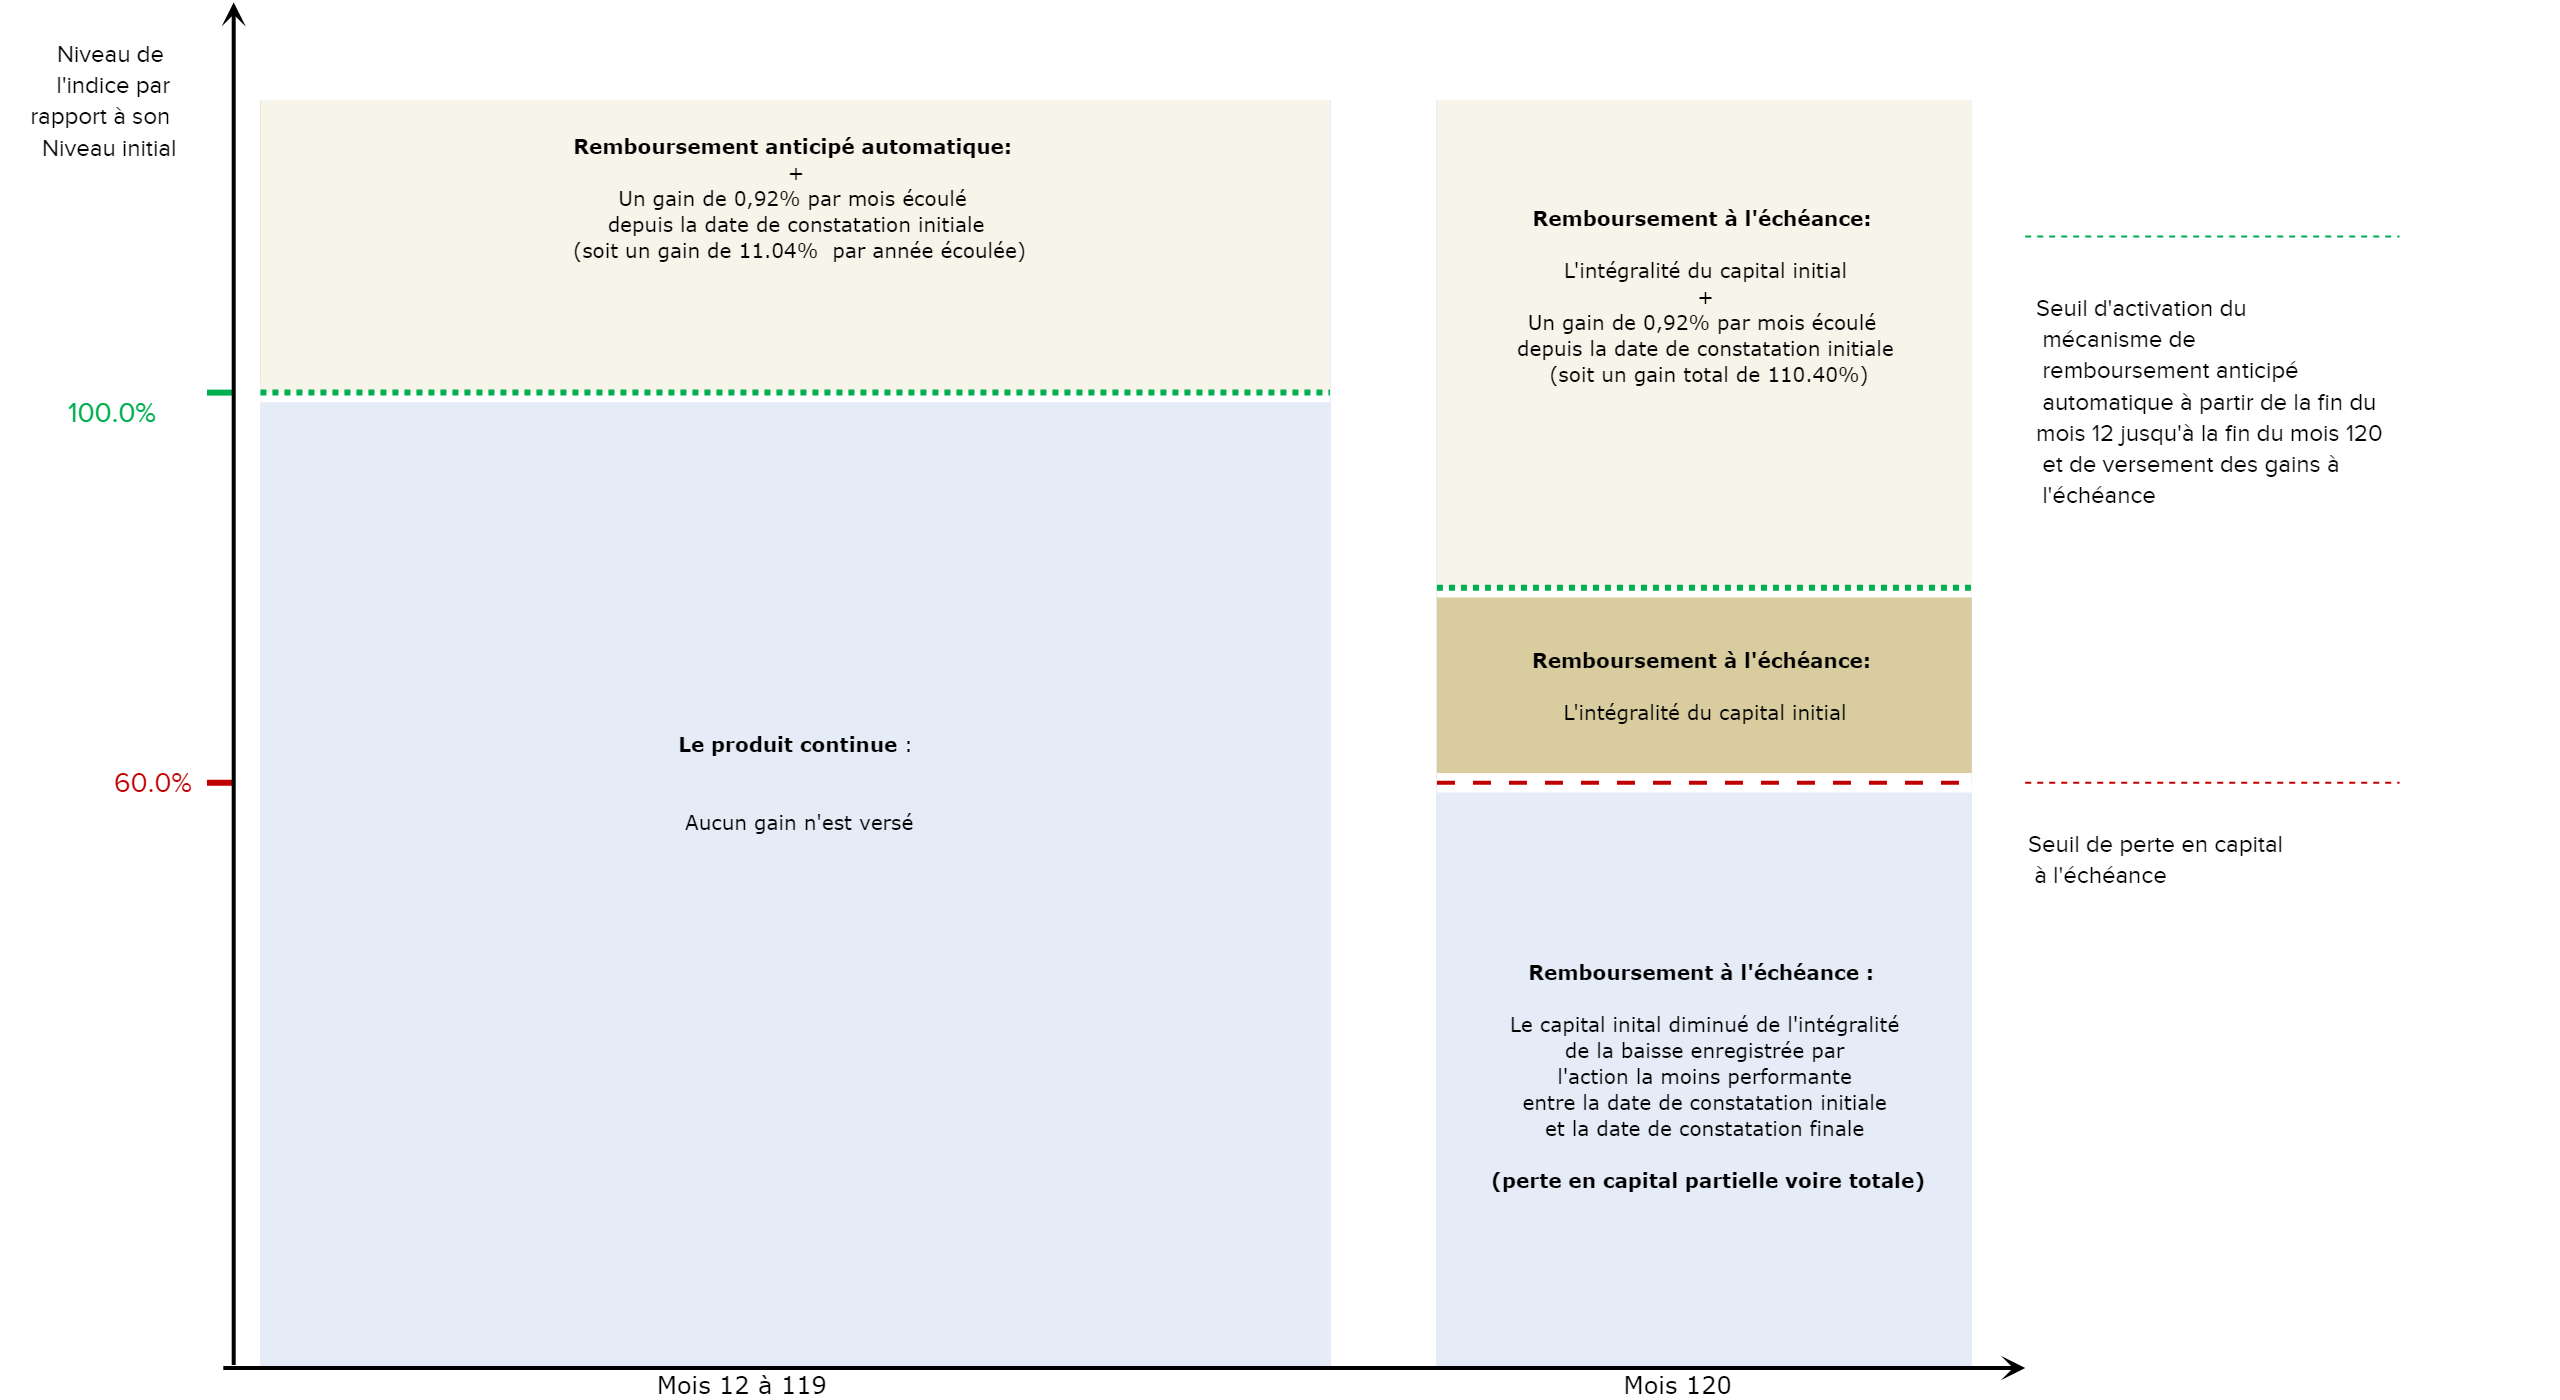 Niveau de
l'indice par
rapport à son
Niveau initial
Remboursement anticipé automatique:
+
Un gain de 0,92% par mois écoulé
depuis la date de constatation initiale
(soit un gain de 11.04%  par année écoulée)
100.0%
Le produit continue :
Aucun gain n'est versé
60.0%
Remboursement à l'échéance:
L'intégralité du capital initial
+
Un gain de 0,92% par mois écoulé
depuis la date de constatation initiale
(soit un gain total de 110.40%)
Remboursement à l'échéance:
L'intégralité du capital initial
Remboursement à l'échéance :
Le capital inital diminué de l'intégralité
de la baisse enregistrée par
l'action la moins performante
entre la date de constatation initiale
et la date de constatation finale
(perte en capital partielle voire totale)
Seuil d'activation du
mécanisme de
remboursement anticipé
automatique à partir de la fin du
mois 12 jusqu'à la fin du mois 120
et de versement des gains à
l'échéance
Seuil de perte en capital
à l'échéance
Mois 12 à 119
Mois 120